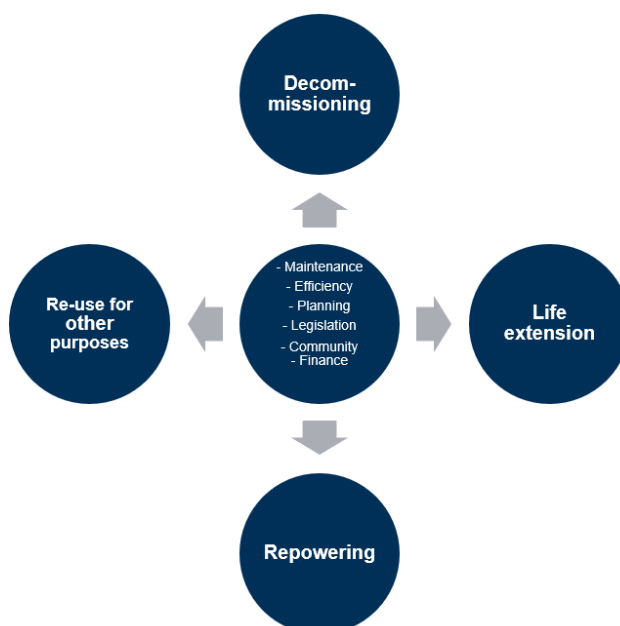 Decom-
missioning
Re-use for
other
purposes
- Maintenance
- Efficiency
- Planning
- Legislation
- Community
- Finance
Life
extension
Repowering